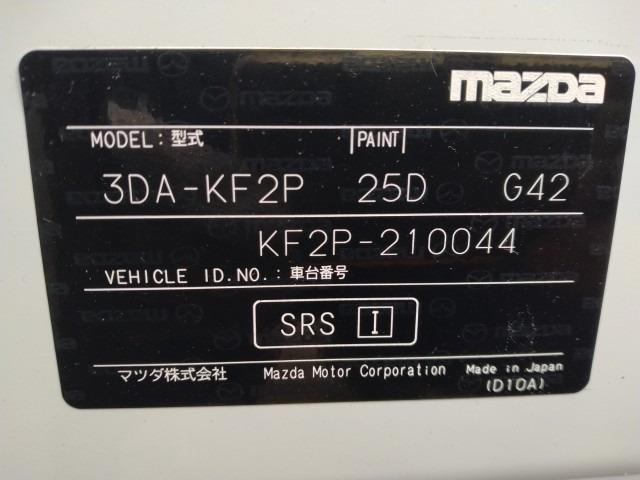 mazda
MODEL:型式 PAINT
3DA-KF2P 25D G42
KF2P-210044
VEHICLE ID.NO.:車台番号
SRS I
マツダ株式会社 Mazda Motor Corporation Made in Japan
(D10A)